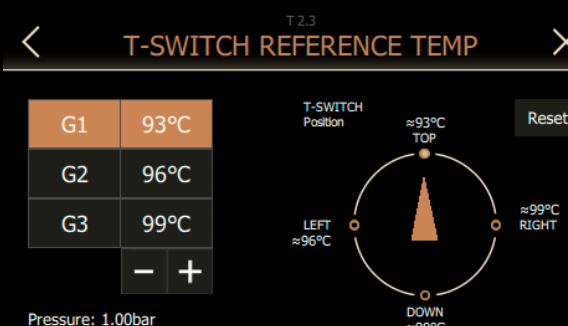 T 2.3
T-SWITCH REFERENCE TEMP
G1 93°C
G2 96°C
G3 99°C
− +
Pressure: 1.00bar
T-SWITCH
Position
≈93°C
TOP
Reset
LEFT
≈96°C
≈99°C
RIGHT
DOWN